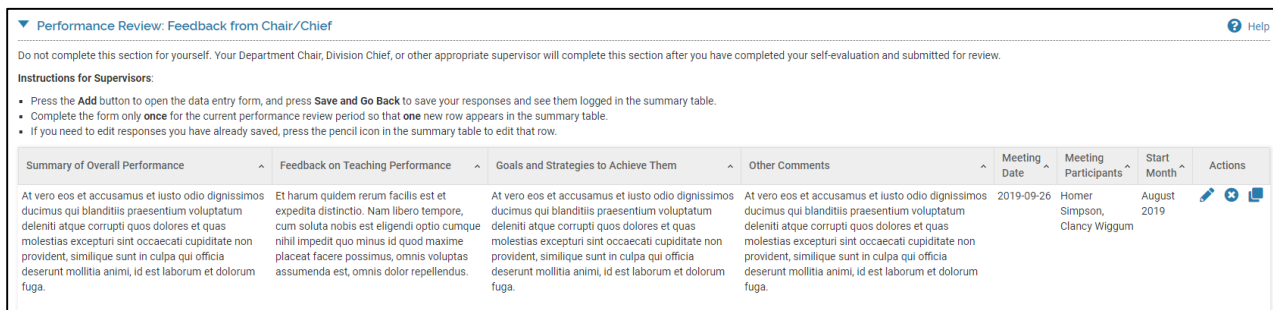 Performance Review: Feedback from Chair/Chief
Help
Do not complete this section for yourself. Your Department Chair, Division Chief, or other appropriate supervisor will complete this section after you have completed your self-evaluation and submitted for review.
Instructions for Supervisors:
Press the Add button to open the data entry form, and press Save and Go Back to save your responses and see them logged in the summary table.
Complete the form only once for the current performance review period so that one new row appears in the summary table.
If you need to edit responses you have already saved, press the pencil icon in the summary table to edit that row.
Summary of Overall Performance
Feedback on Teaching Performance
Goals and Strategies to Achieve Them
Other Comments
Meeting
Date
Meeting
Participants
Start
Month
Actions
At vero eos et accusamus et iusto odio dignissimos
ducimus qui blanditiis praesentium voluptatum
deleniti atque corrupti quos dolores et quas
molestias excepturi sint occaecati cupiditate non
provident, similique sunt in culpa qui officia
deserunt mollitia animi, id est laborum et dolorum
fuga.
Et harum quidem rerum facilis est et
expedita distinctio. Nam libero tempore,
cum soluta nobis est eligendi optio cumque
nihil impedit quo minus id quod maxime
placeat facere possimus, omnis voluptas
assumenda est, omnis dolor repellendus.
At vero eos et accusamus et iusto odio dignissimos
ducimus qui blanditiis praesentium voluptatum
deleniti atque corrupti quos dolores et quas
molestias excepturi sint occaecati cupiditate non
provident, similique sunt in culpa qui officia
deserunt mollitia animi, id est laborum et dolorum
fuga.
At vero eos et accusamus et iusto odio dignissimos
ducimus qui blanditiis praesentium voluptatum
deleniti atque corrupti quos dolores et quas
molestias excepturi sint occaecati cupiditate non
provident, similique sunt in culpa qui officia
deserunt mollitia animi, id est laborum et dolorum
fuga.
2019-09-26
Homer
Simpson,
Clancy Wiggum
August
2019